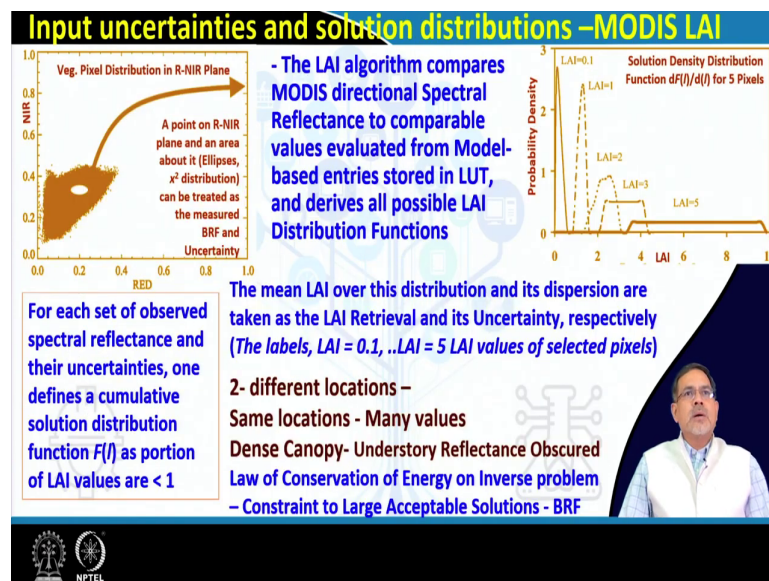 Input uncertainties and solution distributions –MODIS LAI
Veg. Pixel Distribution in R-NIR Plane
NIR
1.0
0.8
0.6
0.4
0.2
0.0
0.0 0.2 0.4 0.6 0.8 1
RED
A point on R-NIR
plane and an area
about it (Ellipses,
x² distribution)
can be treated as
the measured
BRF and
Uncertainty
- The LAI algorithm compares
MODIS directional Spectral
Reflectance to comparable
values evaluated from Model-
based entries stored in LUT,
and derives all possible LAI
Distribution Functions
Solution Density Distribution
Function dF(l)/d(l) for 5 Pixels
Probability Density
3
2
1
0
LAI=0.1
LAI=1
LAI=2
LAI=3
LAI=5
0 2 4 6 8 1
LAI
For each set of observed
spectral reflectance and
their uncertainties, one
defines a cumulative
solution distribution
function F(l) as portion
of LAI values are < 1
The mean LAI over this distribution and its dispersion are
taken as the LAI Retrieval and its Uncertainty, respectively
(The labels, LAI = 0.1, ..LAI = 5 LAI values of selected pixels)
2- different locations –
Same locations - Many values
Dense Canopy- Understory Reflectance Obscured
Law of Conservation of Energy on Inverse problem
– Constraint to Large Acceptable Solutions - BRF
NPTEL